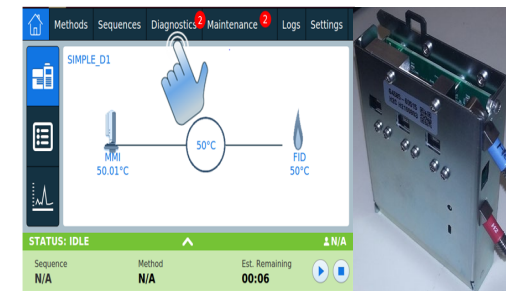 Methods Sequences Diagnostics 2 Maintenance 2 Logs Settings
SIMPLE_D1
50°C
MMI
50.01°C
FID
50°C
STATUS: IDLE
N/A
Sequence
N/A
Method
N/A
Est. Remaining
00:06
H2